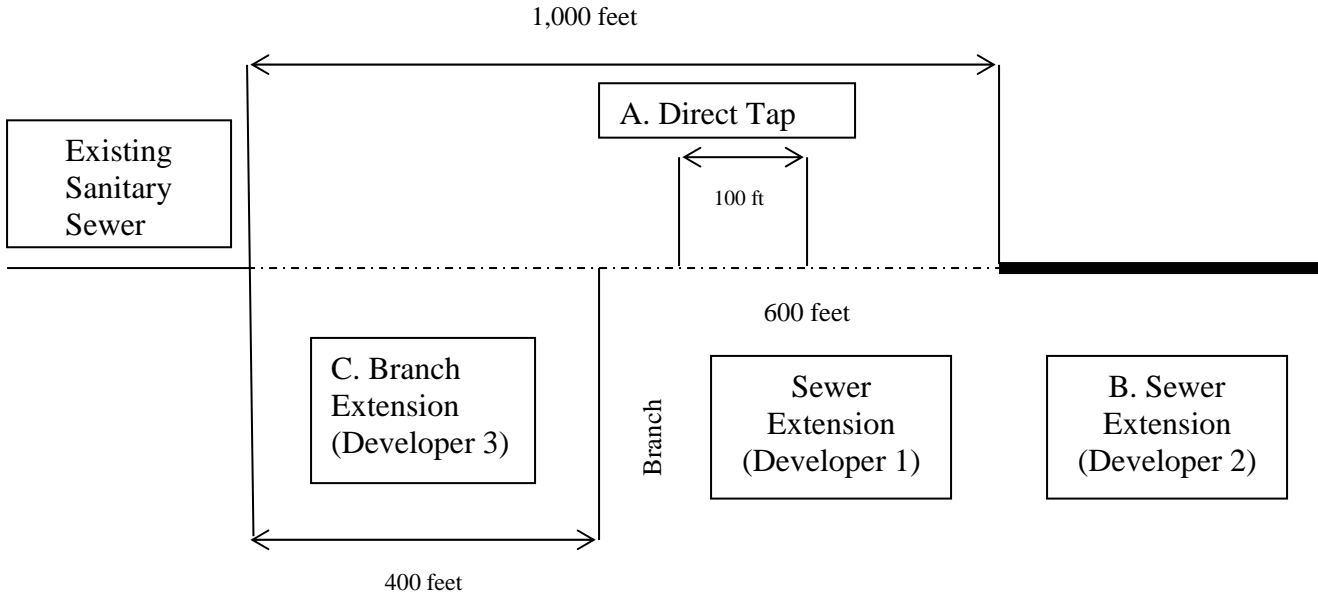 1,000 feet
A. Direct Tap
Existing
Sanitary
Sewer
100 ft
600 feet
C. Branch
Extension
(Developer 3)
Branch
Sewer
Extension
(Developer 1)
B. Sewer
Extension
(Developer 2)
400 feet